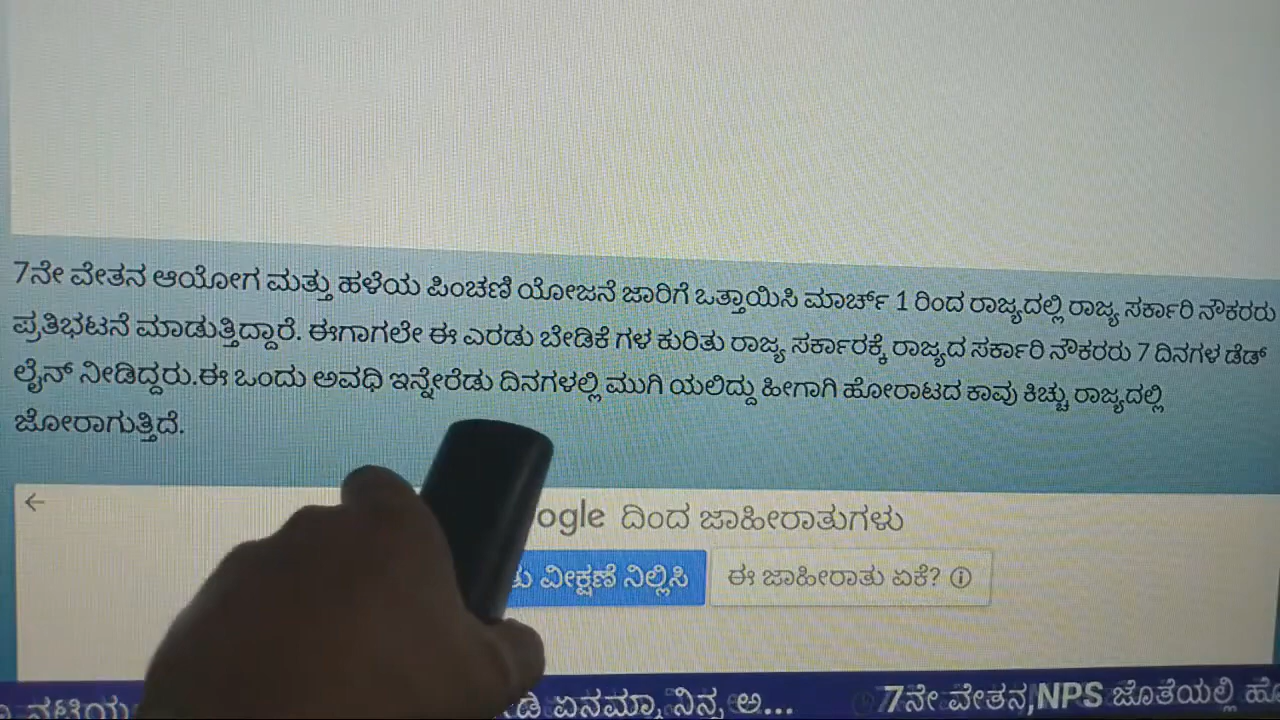 7ನೇ ವೇತನ ಆಯೋಗ ಮತ್ತು ಹಳೆಯ ಪಿಂಚಣಿ ಯೋಜನೆ ಜಾರಿಗೆ ಒತ್ತಾಯಿಸಿ ಮಾರ್ಚ್ 1 ರಿಂದ ರಾಜ್ಯದಲ್ಲಿ ರಾಜ್ಯ ಸರ್ಕಾರಿ ನೌಕರರು
ಪ್ರತಿಭಟನೆ ಮಾಡುತ್ತಿದ್ದಾರೆ. ಈಗಾಗಲೇ ಈ ಎರಡು ಬೇಡಿಕೆ ಗಳ ಕುರಿತು ರಾಜ್ಯ ಸರ್ಕಾರಕ್ಕೆ ರಾಜ್ಯದ ಸರ್ಕಾರಿ ನೌಕರರು 7 ದಿನಗಳ ಡೆಡ್
ಲೈನ್ ನೀಡಿದ್ದರು.ಈ ಒಂದು ಅವಧಿ ಇನ್ನೇರೆಡು ದಿನಗಳಲ್ಲಿ ಮುಗಿ ಯಲಿದ್ದು ಹೀಗಾಗಿ ಹೋರಾಟದ ಕಾವು ಕಿಚ್ಚು ರಾಜ್ಯದಲ್ಲಿ
ಜೋರಾಗುತ್ತಿದೆ.
ogle ದಿಂದ ಜಾಹೀರಾತುಗಳು
ವೀಕ್ಷಣೆ ನಿಲ್ಲಿಸಿ ಈ ಜಾಹೀರಾತು ಏಕೆ?
ಏನಮ್ಮಾ ನಿನ್ನ ಅ... 7ನೇ ವೇತನ,NPS ಜೊತೆಯಲ್ಲಿ